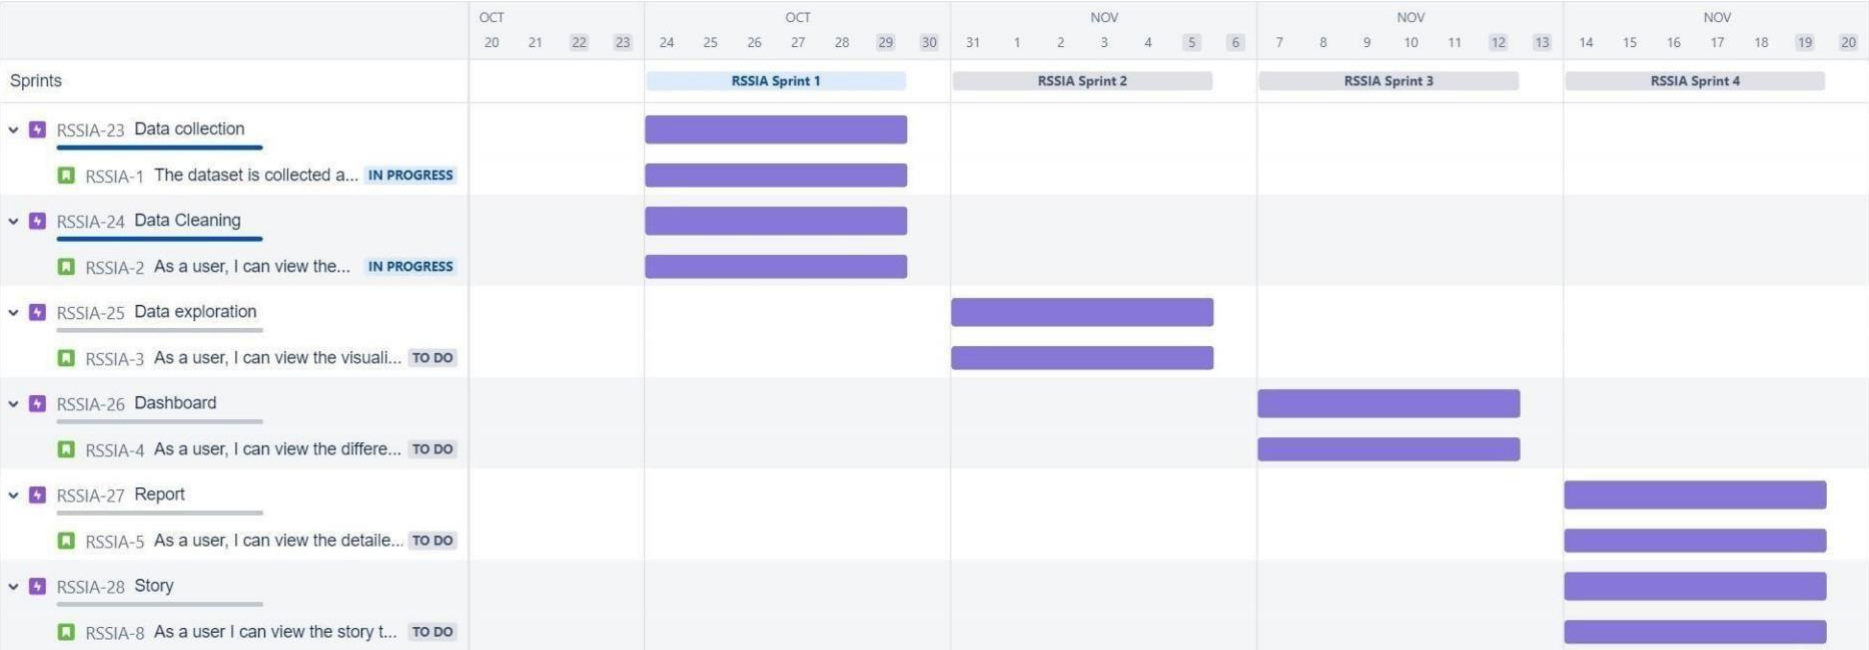 OCT OCT NOV NOV NOV
20 21 22 23 24 25 26 27 28 29 30 31 1 2 3 4 5 6 7 8 9 10 11 12 13 14 15 16 17 18 19 20
Sprints RSSIA Sprint 1 RSSIA Sprint 2 RSSIA Sprint 3 RSSIA Sprint 4
RSSIA-23 Data collection
RSSIA-1 The dataset is collected a... IN PROGRESS
RSSIA-24 Data Cleaning
RSSIA-2 As a user, I can view the... IN PROGRESS
RSSIA-25 Data exploration
RSSIA-3 As a user, I can view the visuali... TO DO
RSSIA-26 Dashboard
RSSIA-4 As a user, I can view the differe... TO DO
RSSIA-27 Report
RSSIA-5 As a user, I can view the detaile... TO DO
RSSIA-28 Story
RSSIA-8 As a user I can view the story t... TO DO